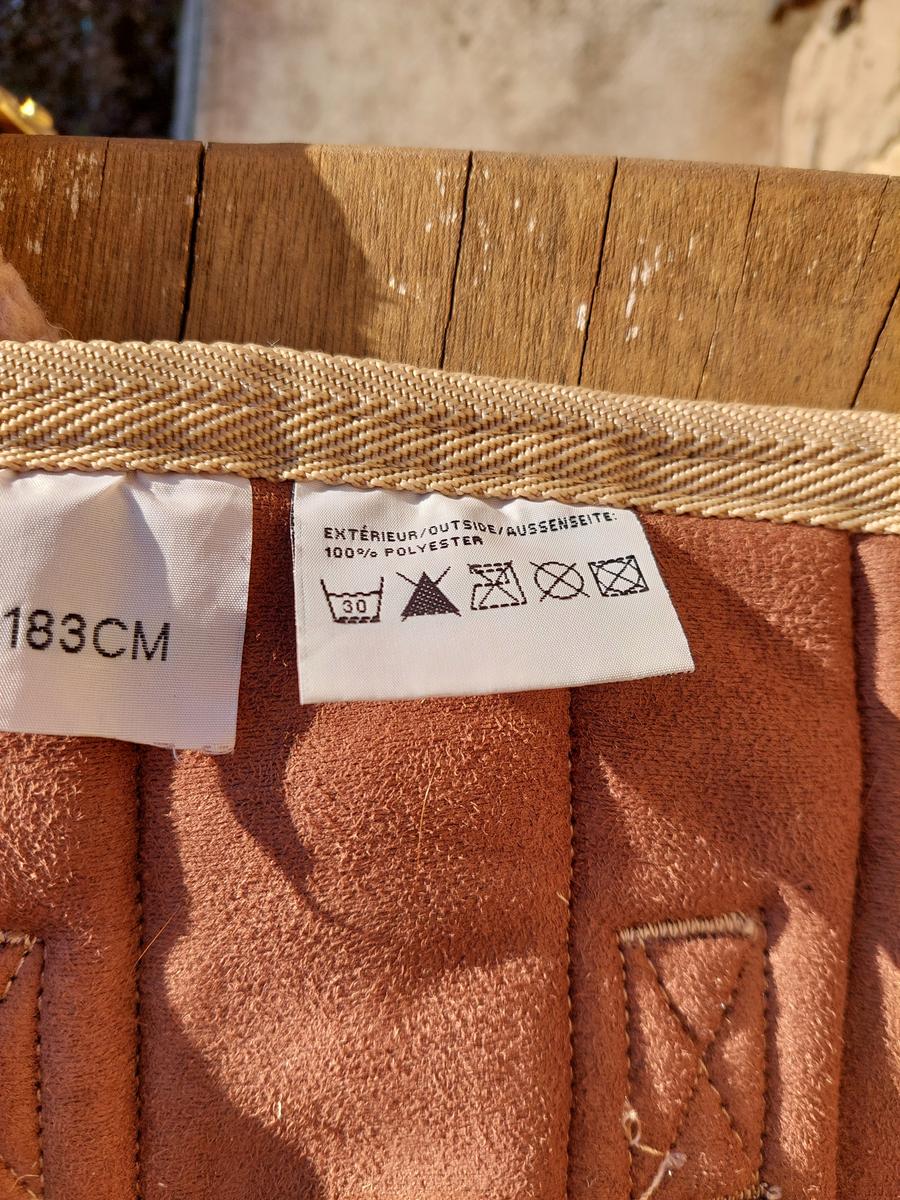 183CM
EXTÉRIEUR/OUTSIDE/AUSSENSEITE:
100% POLYESTER
30